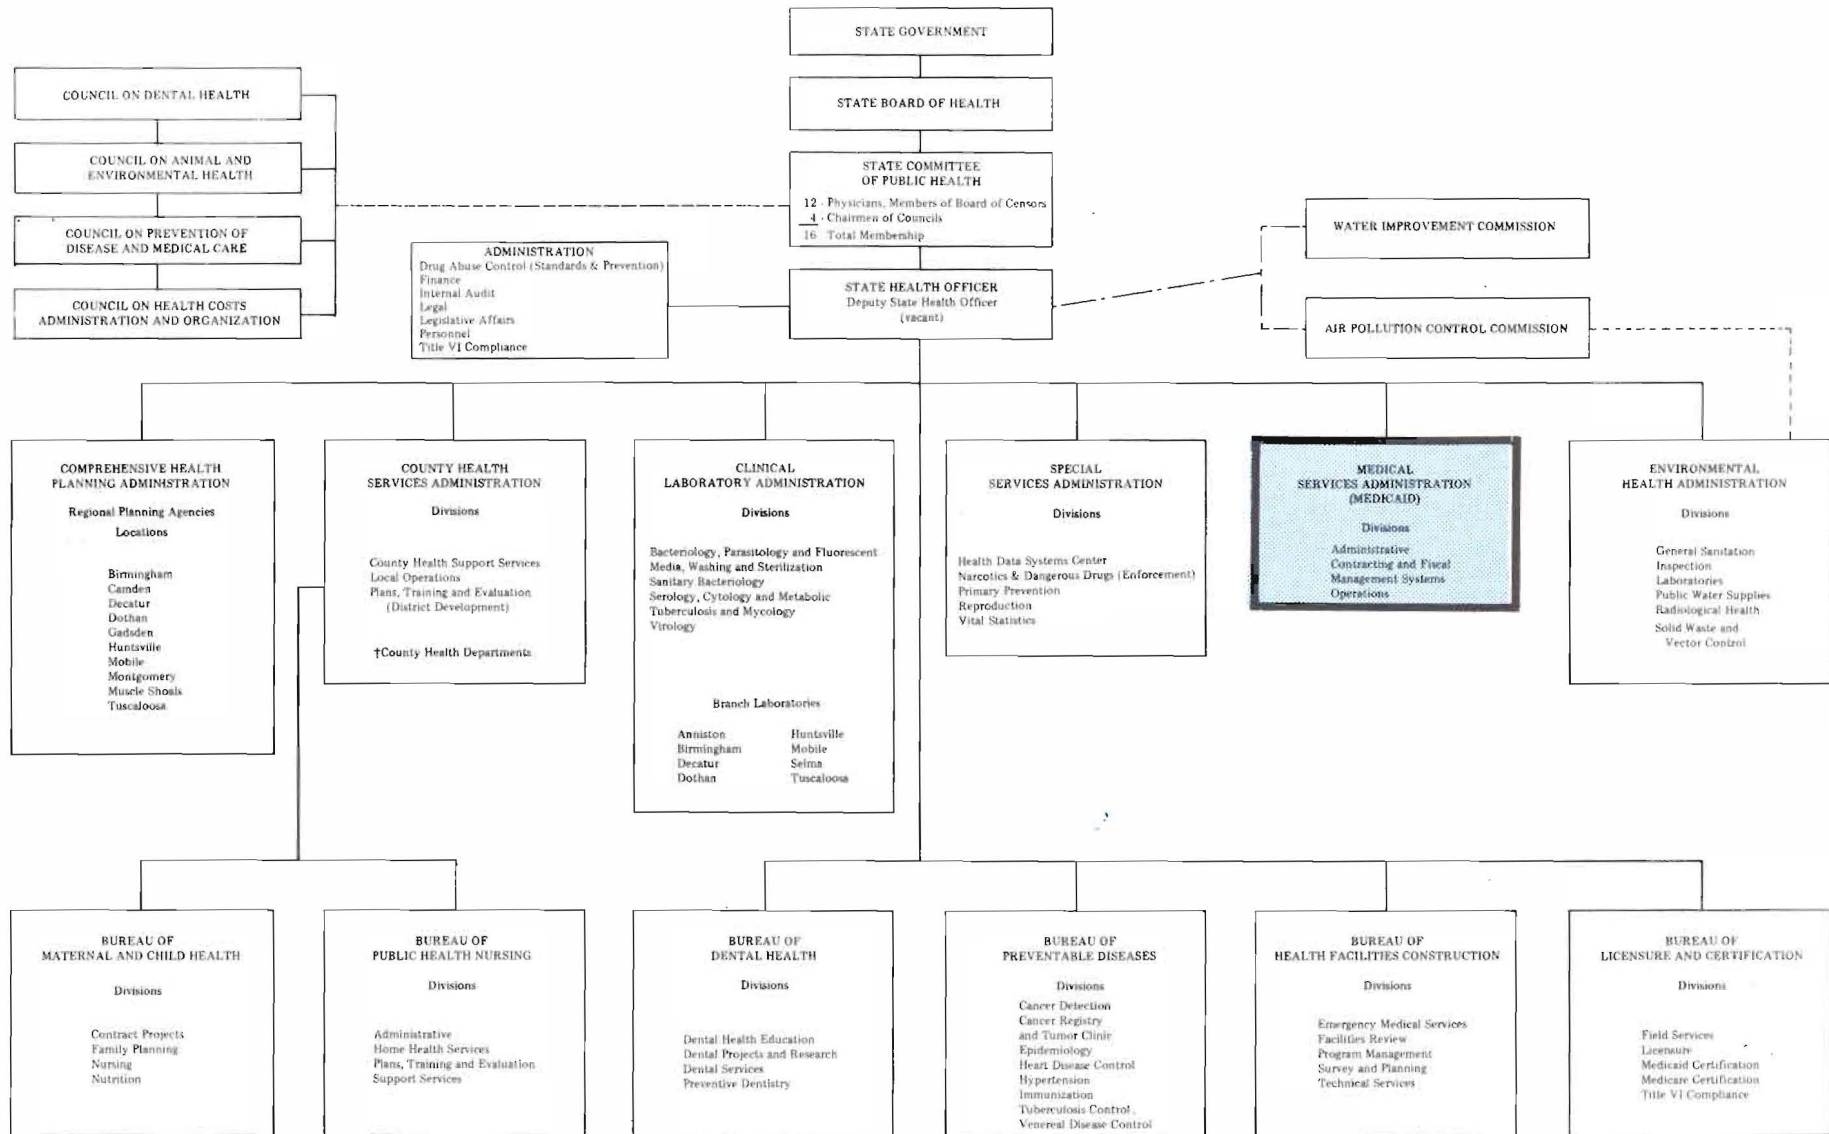 STATE GOVERNMENT
STATE BOARD OF HEALTH
STATE COMMITTEE
OF PUBLIC HEALTH
12 - Physicians, Members of Board of Censors
4 - Chairmen of Councils
16 Total Membership
COUNCIL ON DENTAL HEALTH
COUNCIL ON ANIMAL AND
ENVIRONMENTAL HEALTH
COUNCIL ON PREVENTION OF
DISEASE AND MEDICAL CARE
COUNCIL ON HEALTH COSTS
ADMINISTRATION AND ORGANIZATION
ADMINISTRATION
Drug Abuse Control (Standards & Prevention)
Finance
Internal Audit
Legal
Legislative Affairs
Personnel
Title VI Compliance
STATE HEALTH OFFICER
Deputy State Health Officer
(vacant)
WATER IMPROVEMENT COMMISSION
AIR POLLUTION CONTROL COMMISSION
COMPREHENSIVE HEALTH
PLANNING ADMINISTRATION
Regional Planning Agencies
Locations
Birmingham
Camden
Decatur
Dothan
Gadsden
Huntsville
Mobile
Montgomery
Muscle Shoals
Tuscaloosa
COUNTY HEALTH
SERVICES ADMINISTRATION
Divisions
County Health Support Services
Local Operations
Plans, Training and Evaluation
(District Development)
†County Health Departments
CLINICAL
LABORATORY ADMINISTRATION
Divisions
Bacteriology, Parasitology and Fluorescent
Media, Washing and Sterilization
Sanitary Bacteriology
Serology, Cytology and Metabolic
Tuberculosis and Mycology
Virology
Branch Laboratories
Anniston
Birmingham
Decatur
Dothan
Huntsville
Mobile
Selma
Tuscaloosa
SPECIAL
SERVICES ADMINISTRATION
Divisions
Health Data Systems Center
Narcotics & Dangerous Drugs (Enforcement)
Primary Prevention
Reproduction
Vital Statistics
MEDICAL
SERVICES ADMINISTRATION
(MEDICAID)
Divisions
Administrative
Contracting and Fiscal
Management Systems
Operations
ENVIRONMENTAL
HEALTH ADMINISTRATION
Divisions
General Sanitation
Inspection
Laboratories
Public Water Supplies
Radiological Health
Solid Waste and
Vector Control
BUREAU OF
MATERNAL AND CHILD HEALTH
Divisions
Contract Projects
Family Planning
Nursing
Nutrition
BUREAU OF
PUBLIC HEALTH NURSING
Divisions
Administrative
Home Health Services
Plans, Training and Evaluation
Support Services
BUREAU OF
DENTAL HEALTH
Divisions
Dental Health Education
Dental Projects and Research
Dental Services
Preventive Dentistry
BUREAU OF
PREVENTABLE DISEASES
Divisions
Cancer Detection
Cancer Registry
and Tumor Clinic
Epidemiology
Heart Disease Control
Hypertension
Immunization
Tuberculosis Control
Venereal Disease Control
BUREAU OF
HEALTH FACILITIES CONSTRUCTION
Divisions
Emergency Medical Services
Facilities Review
Program Management
Survey and Planning
Technical Services
BUREAU OF
LICENSURE AND CERTIFICATION
Divisions
Field Services
Licensure
Medicaid Certification
Medicare Certification
Title VI Compliance